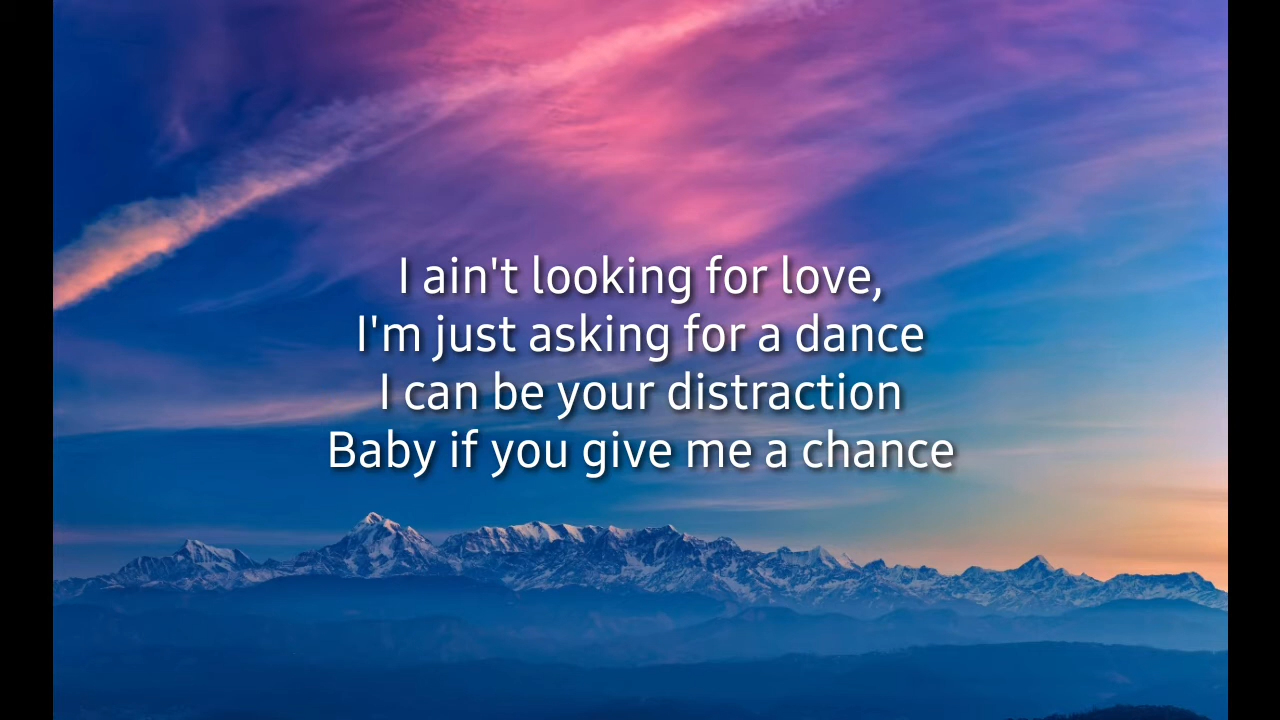 I ain't looking for love,
I'm just asking for a dance
I can be your distraction
Baby if you give me a chance